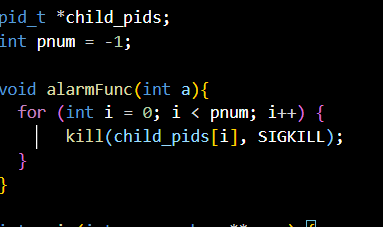 pid_t *child_pids;
int pnum = -1;
void alarmFunc(int a){
for (int i = 0; i < pnum; i++) {
kill(child_pids[i], SIGKILL);
}
}